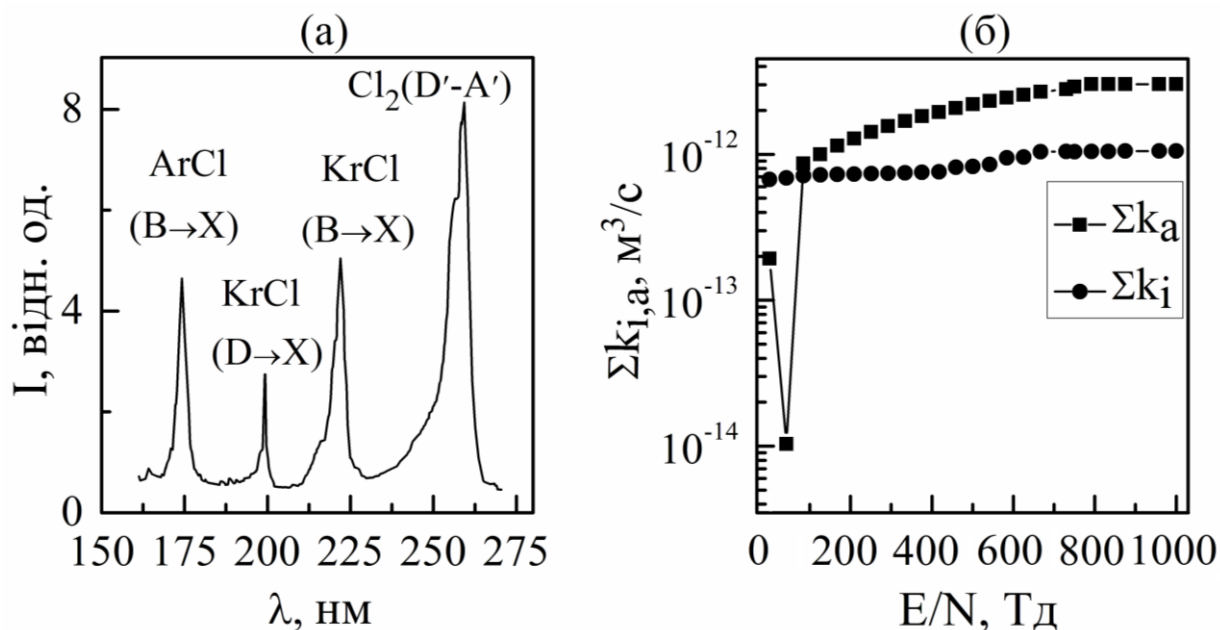 (а)
Cl₂(D′-A′)
8
ArCl
KrCl
(B→X)
(B→X)
KrCl
4
(D→X)
0
150 175 200 225 250 280
λ, нм
I, відн. од.
(б)
10⁻¹²
10⁻¹³
10⁻¹⁴
Σkₐ
Σkᵢ
0 200 400 600 800 1000
E/N, Тд
Σkᵢ,ₐ, м³/с